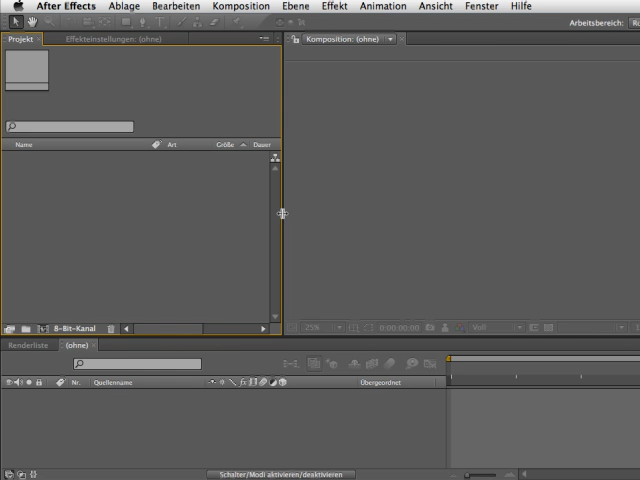 After Effects Ablage Bearbeiten Komposition Ebene Effekt Animation Ansicht Fenster Hilfe
Arbeitsbereich:
Projekt Effekteinstellungen: (ohne) Komposition: (ohne)
Name Art Größe Dauer
8-Bit-Kanal 25% 0:00:00:00 Voll
Renderliste (ohne)
Nr. Quellenname fx Übergeordnet
Schalter/Modi aktivieren/deaktivieren